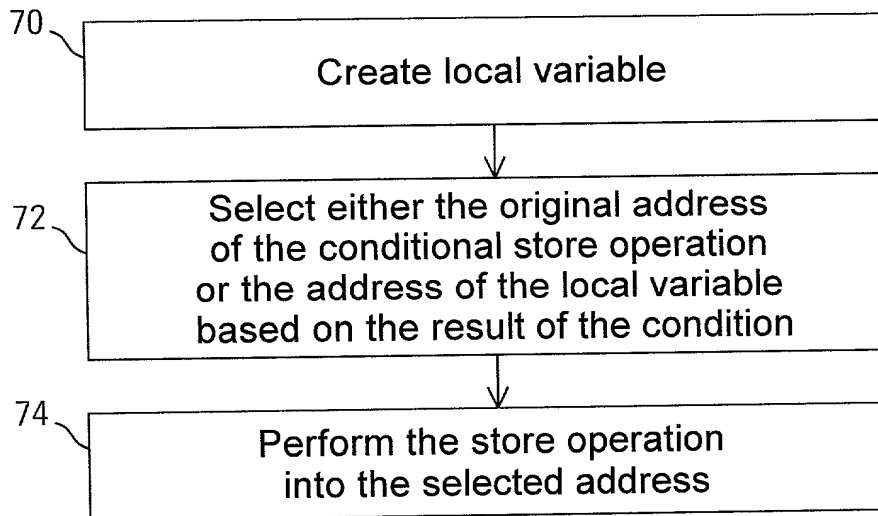 70
Create local variable
72
Select either the original address
of the conditional store operation
or the address of the local variable
based on the result of the condition
74
Perform the store operation
into the selected address